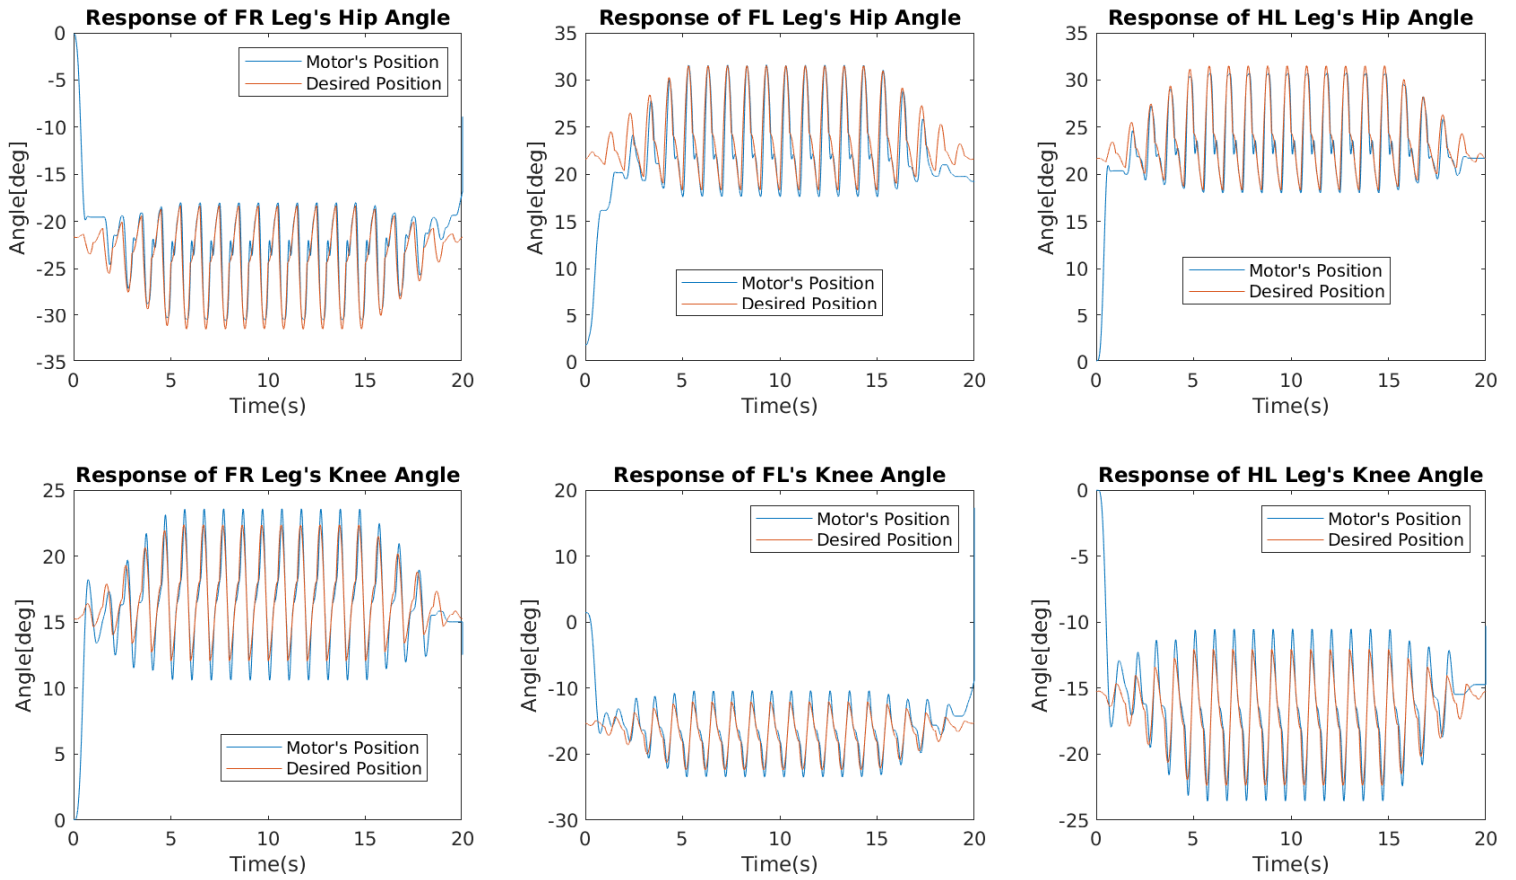 Response of FR Leg's Hip Angle
0
-5
-10
-15
-20
-25
-30
-35
Angle[deg]
Motor's Position
Desired Position
0 5 10 15 20
Time(s)
Response of FL Leg's Hip Angle
35
30
25
20
15
10
5
0
Angle[deg]
Motor's Position
Desired Position
0 5 10 15 20
Time(s)
Response of HL Leg's Hip Angle
35
30
25
20
15
10
5
0
Angle[deg]
Motor's Position
Desired Position
0 5 10 15 20
Time(s)
Response of FR Leg's Knee Angle
25
20
15
10
5
0
Angle[deg]
Motor's Position
Desired Position
0 5 10 15 20
Time(s)
Response of FL's Knee Angle
20
10
0
-10
-20
-30
Angle[deg]
Motor's Position
Desired Position
0 5 10 15 20
Time(s)
Response of HL Leg's Knee Angle
0
-5
-10
-15
-20
-25
Angle[deg]
Motor's Position
Desired Position
0 5 10 15 20
Time(s)